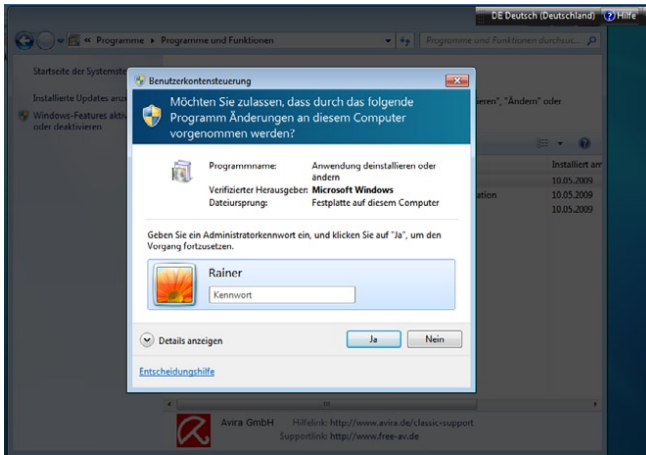 DE Deutsch (Deutschland) Hilfe
« Programme Programme und Funktionen
Programme und Funktionen durchsuc...
Startseite der Systemste
Installierte Updates anze
Windows-Features aktiv
oder deaktivieren
Benutzerkontensteuerung
Möchten Sie zulassen, dass durch das folgende
Programm Änderungen an diesem Computer
vorgenommen werden?
ieren", "Ändern" oder
Programmname: Anwendung deinstallieren oder
ändern
Verifizierter Herausgeber: Microsoft Windows
Dateiursprung: Festplatte auf diesem Computer
Installiert am
10.05.2009
ation 10.05.2009
10.05.2009
Geben Sie ein Administratorkennwort ein, und klicken Sie auf "Ja", um den
Vorgang fortzusetzen.
Rainer
Kennwort
Details anzeigen Ja Nein
Entscheidungshilfe
Avira GmbH Hilfelink: http://www.avira.de/classic-support
Supportlink: http://www.free-av.de